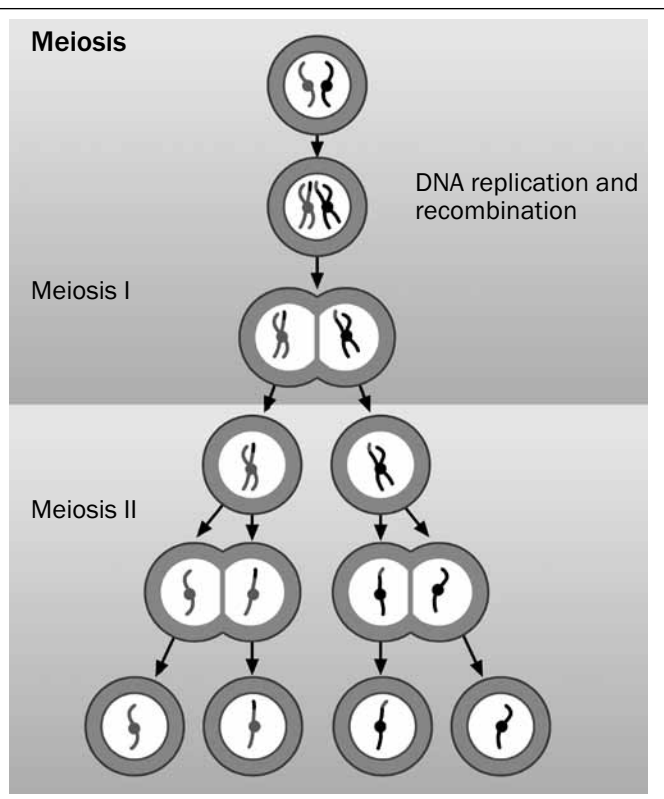 Meiosis
DNA replication and
recombination
Meiosis I
Meiosis II